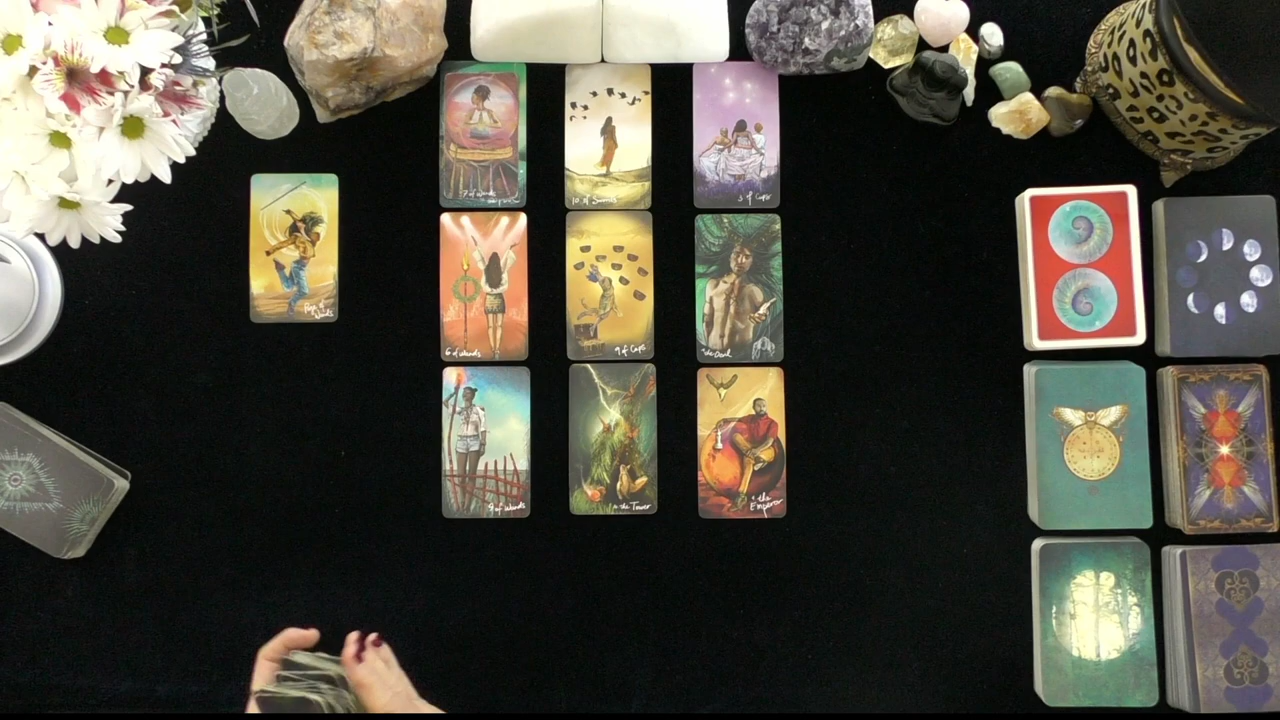 7 of Wands
10 of Swords
3 of Cups
Page of
Wands
6 of Wands
9 of Cups
the Devil
9 of Wands
the Tower
the
Emperor